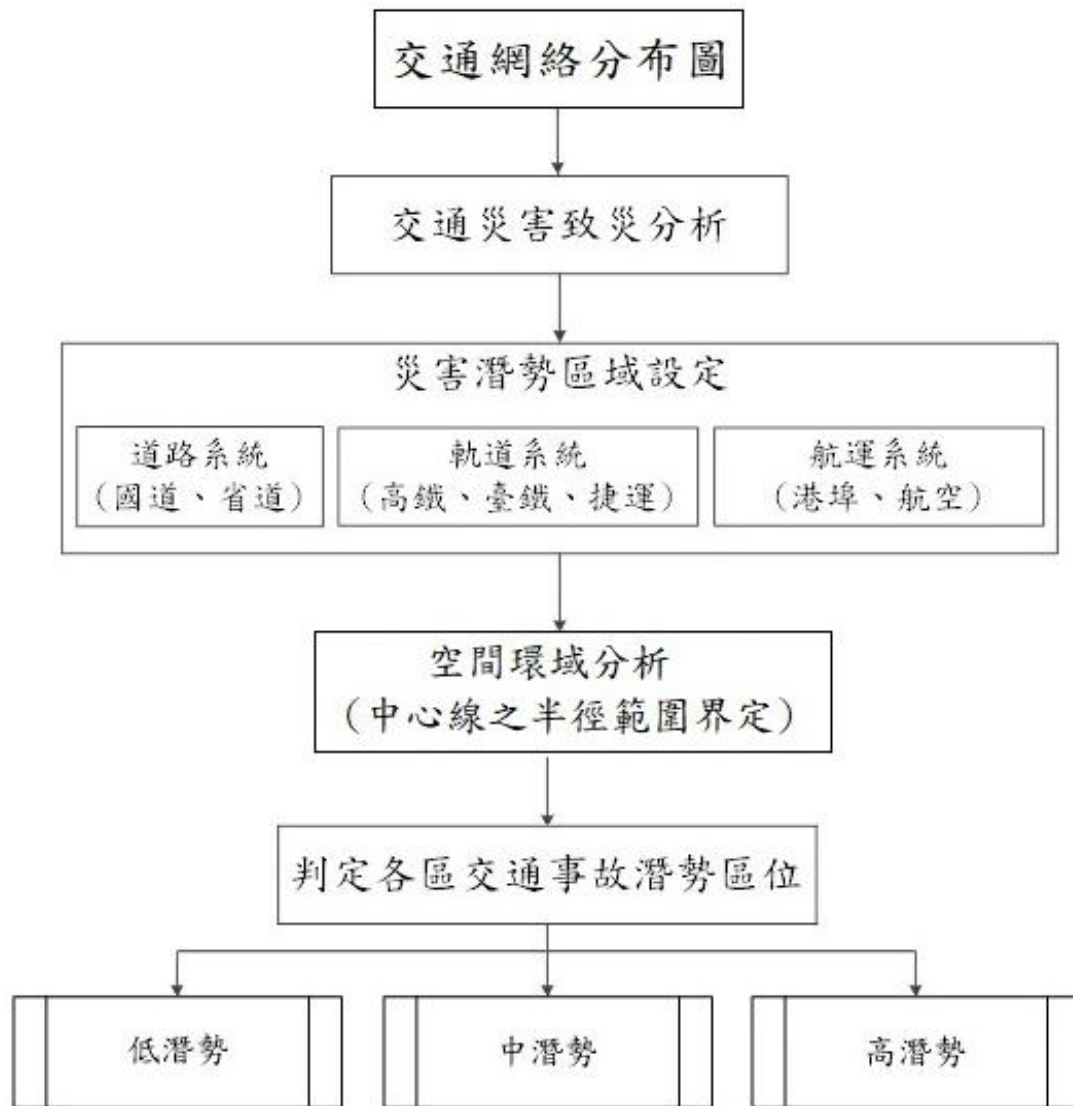 交通網絡分布圖
交通災害致災分析
災害潛勢區域設定
道路系統
（國道、省道）
軌道系統
（高鐵、臺鐵、捷運）
航運系統
（港埠、航空）
空間環域分析
（中心線之半徑範圍界定）
判定各區交通事故潛勢區位
低潛勢
中潛勢
高潛勢